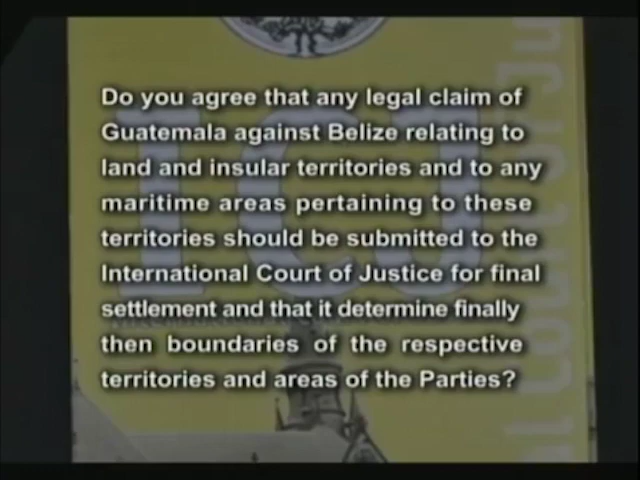 Do you agree that any legal claim of
Guatemala against Belize relating to
land and insular territories and to any
maritime areas pertaining to these
territories should be submitted to the
International Court of Justice for final
settlement and that it determine finally
then boundaries of the respective
territories and areas of the Parties?
ICJ